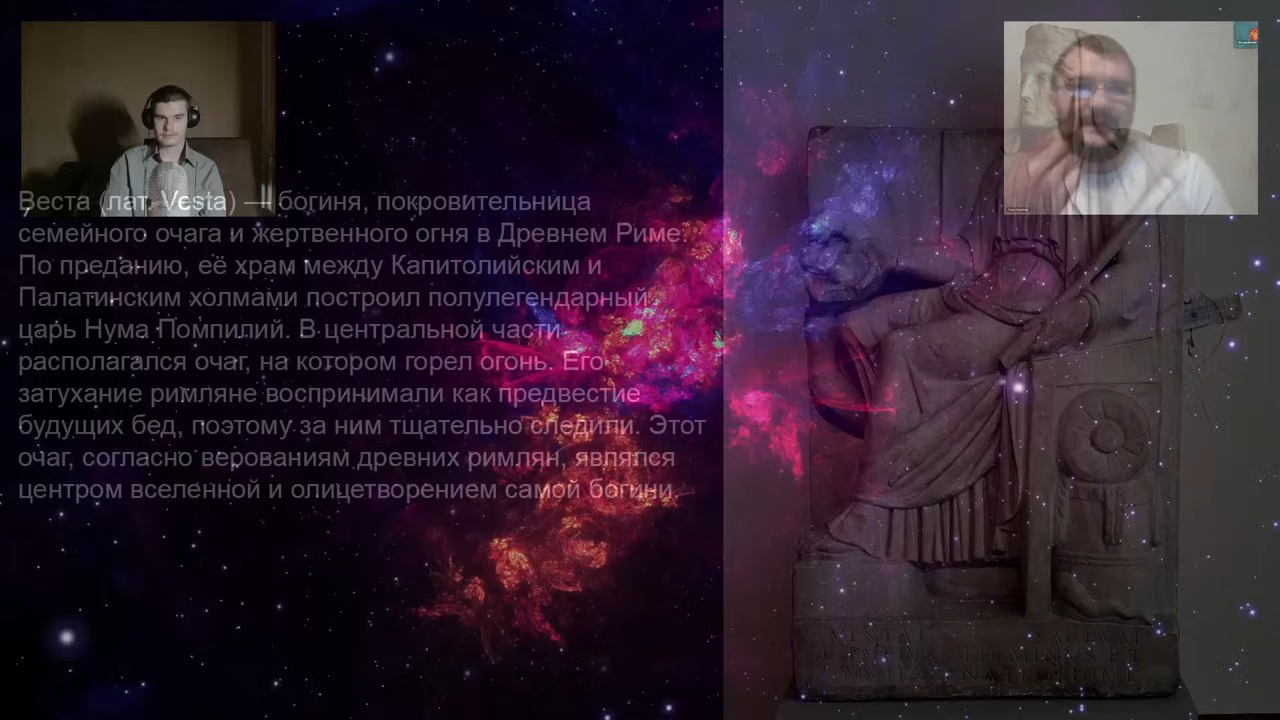 Веста (лат. Vesta) — богиня, покровительница
семейного очага и жертвенного огня в Древнем Риме.
По преданию, её храм между Капитолийским и
Палатинским холмами построил полулегендарный
царь Нума Помпилий. В центральной части
располагался очаг, на котором горел огонь. Его
затухание римляне воспринимали как предвестие
будущих бед, поэтому за ним тщательно следили. Этот
очаг, согласно верованиям древних римлян, являлся
центром вселенной и олицетворением самой богини.